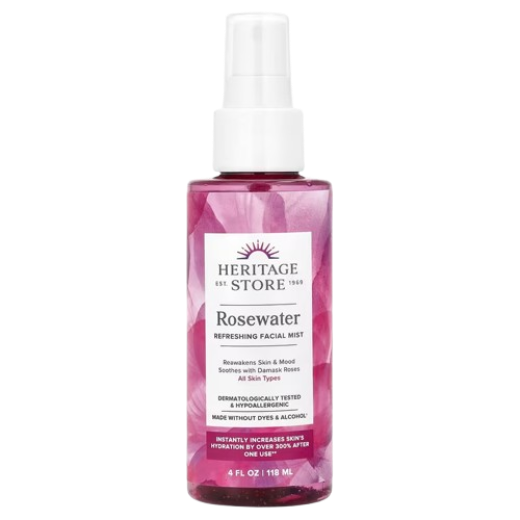 HERITAGE
EST. STORE 1969
Rosewater
REFRESHING FACIAL MIST
Reawakens Skin & Mood
Soothes with Damask Roses
All Skin Types
DERMATOLOGICALLY TESTED
& HYPOALLERGENIC
MADE WITHOUT DYES & ALCOHOL*
INSTANTLY INCREASES SKIN'S
HYDRATION BY OVER 300% AFTER
ONE USE**
4 FL OZ | 118 ML